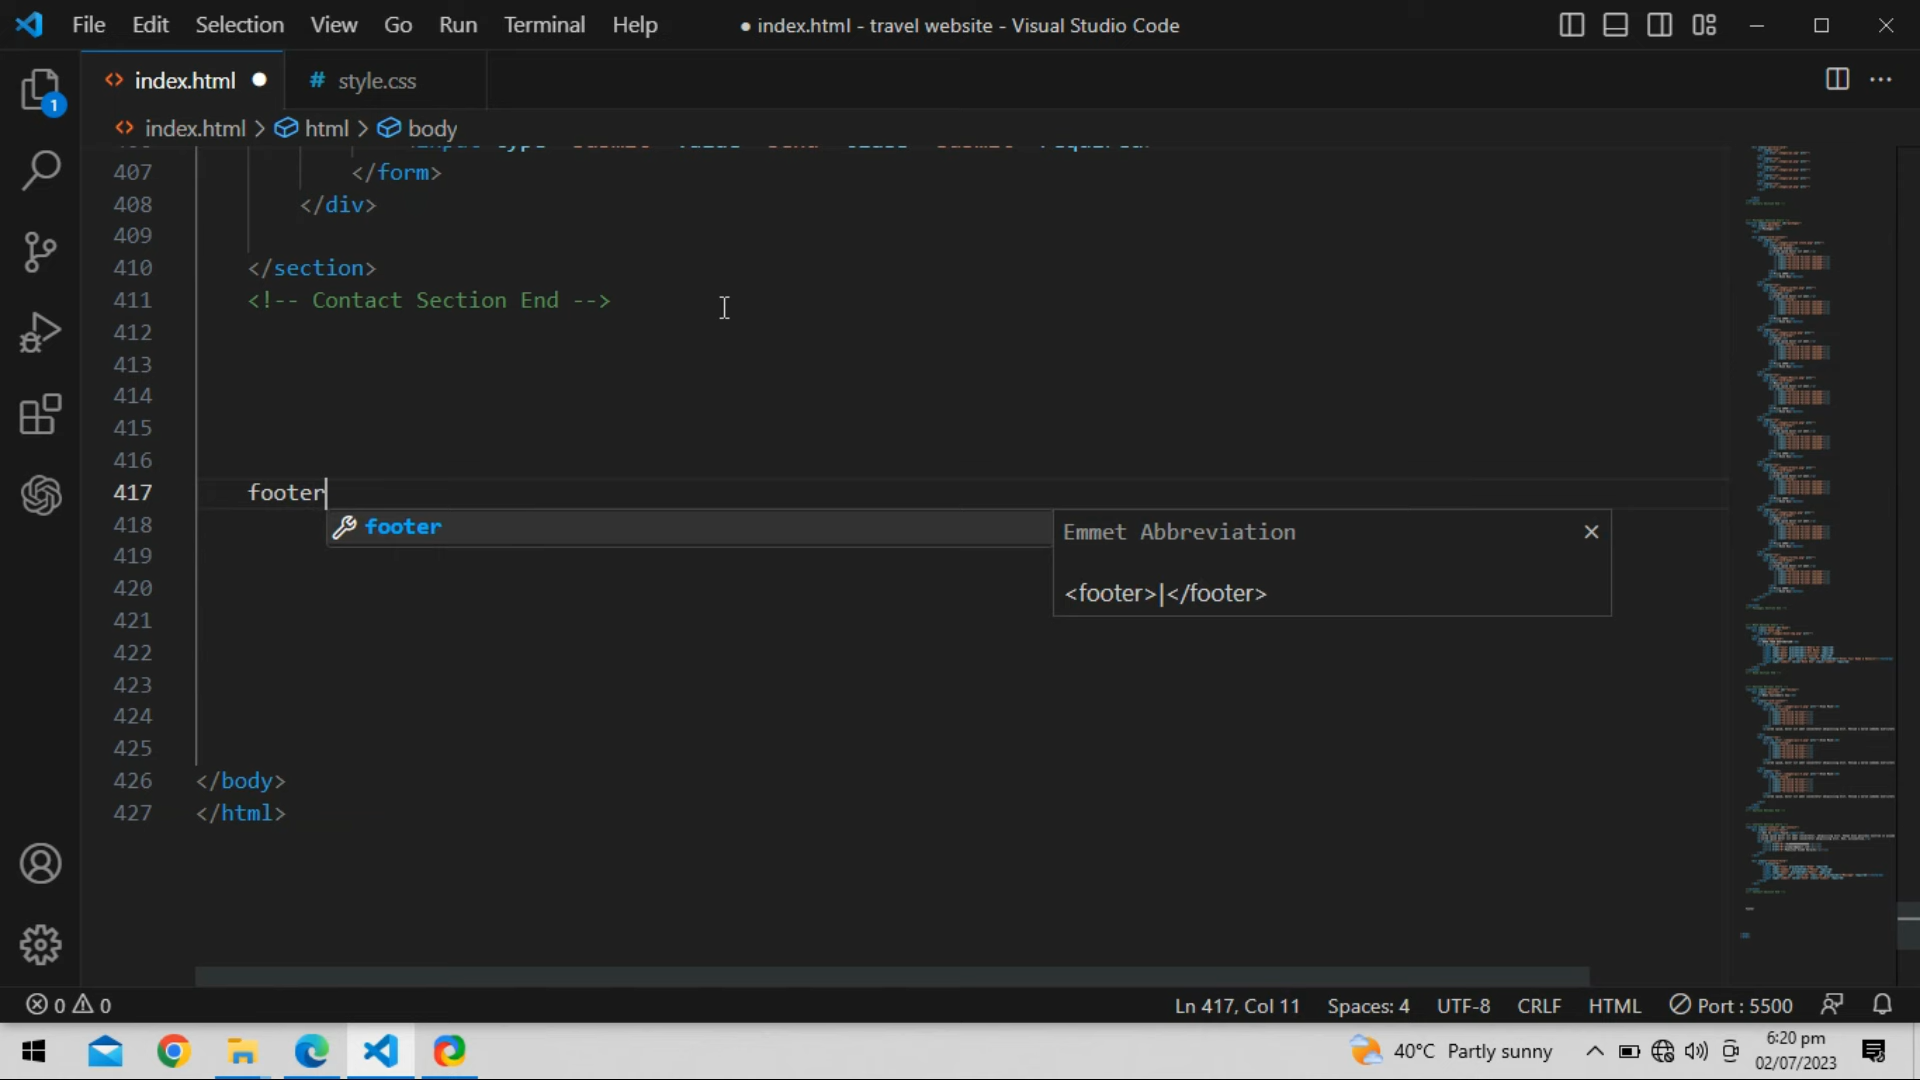 File Edit Selection View Go Run Terminal Help
● index.html - travel website - Visual Studio Code
<> index.html ● # style.css
<> index.html > html > body
1
407 </form>
408 </div>
409
410 </section>
411 <!-- Contact Section End -->
412
413
414
415
416
417 footer
footer
Emmet Abbreviation
<footer>|</footer>
418
419
420
421
422
423
424
425
426 </body>
427 </html>
0 0
Ln 417, Col 11 Spaces: 4 UTF-8 CRLF HTML Port : 5500
40°C Partly sunny
6:20 pm
02/07/2023